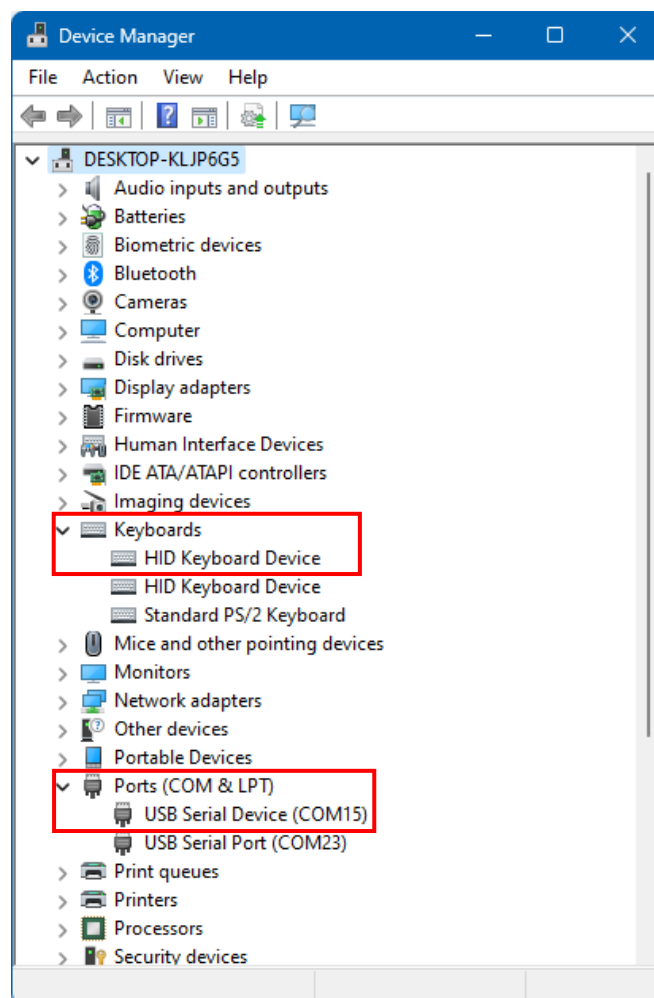 Device Manager
File Action View Help
DESKTOP-KLJP6G5
Audio inputs and outputs
Batteries
Biometric devices
Bluetooth
Cameras
Computer
Disk drives
Display adapters
Firmware
Human Interface Devices
IDE ATA/ATAPI controllers
Imaging devices
Keyboards
HID Keyboard Device
HID Keyboard Device
Standard PS/2 Keyboard
Mice and other pointing devices
Monitors
Network adapters
Other devices
Portable Devices
Ports (COM & LPT)
USB Serial Device (COM15)
USB Serial Port (COM23)
Print queues
Printers
Processors
Security devices